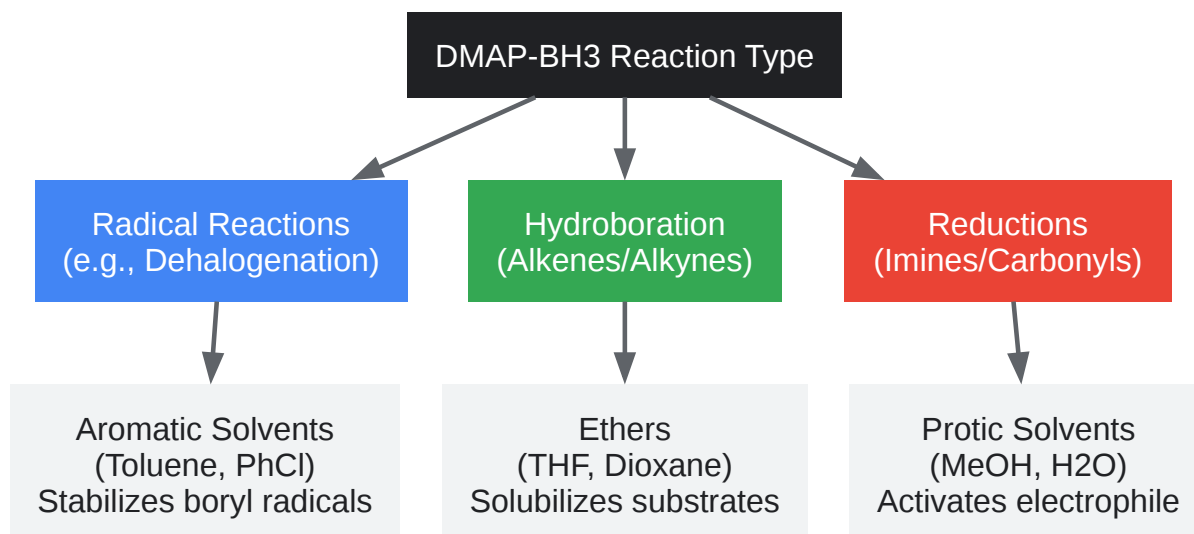 DMAP-BH3 Reaction Type
Radical Reactions
(e.g., Dehalogenation)
Hydroboration
(Alkenes/Alkynes)
Reductions
(Imines/Carbonyls)
Aromatic Solvents
(Toluene, PhCl)
Stabilizes boryl radicals
Ethers
(THF, Dioxane)
Solubilizes substrates
Protic Solvents
(MeOH, H2O)
Activates electrophile